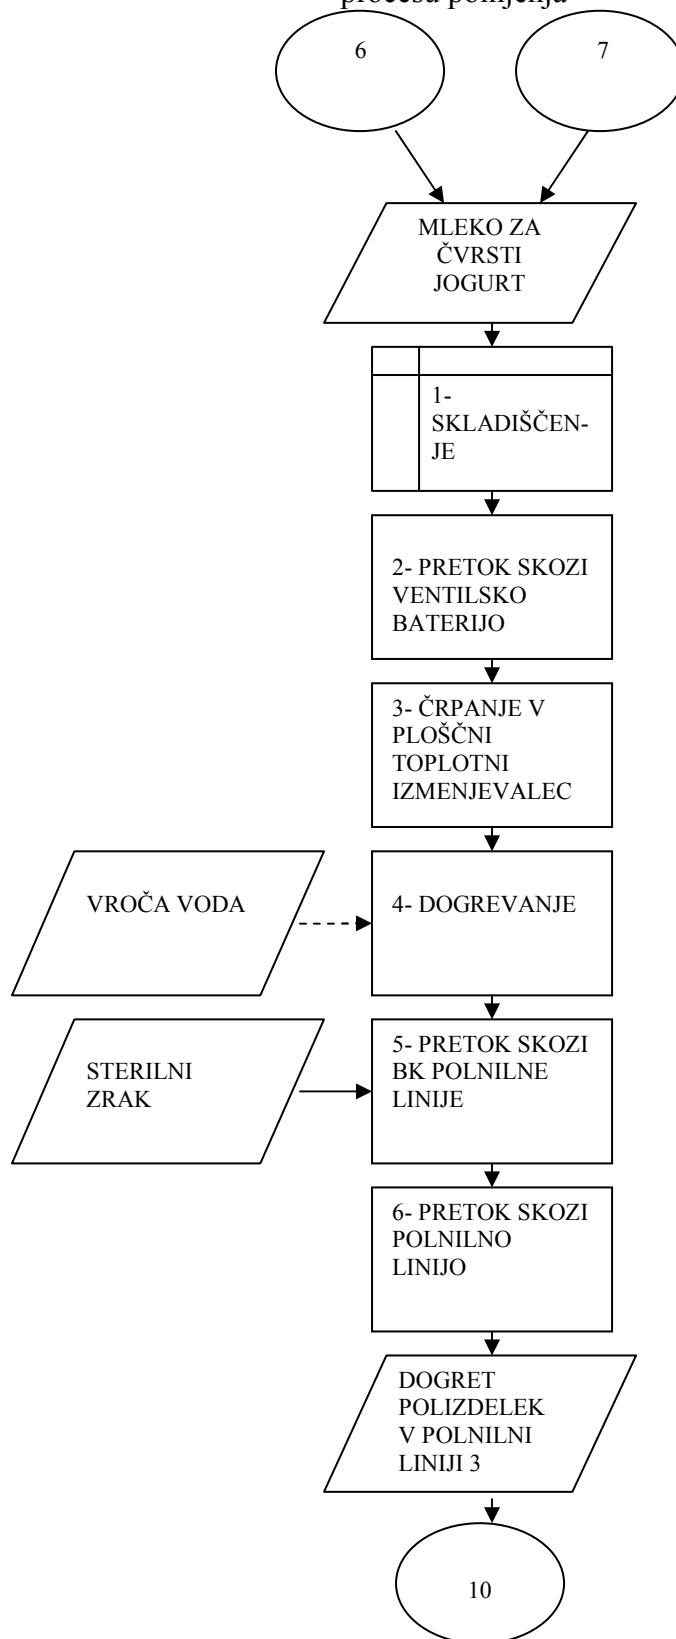 procesu polnjenja
6
7
MLEKO ZA
ČVRSTI
JOGURT
1-
SKLADIŠČEN-
JE
2- PRETOK SKOZI
VENTILSKO
BATERIJO
3- ČRPANJE V
PLOŠČNI
TOPLOTNI
IZMENJEVALEC
VROČA VODA
4- DOGREVANJE
STERILNI
ZRAK
5- PRETOK SKOZI
BK POLNILNE
LINIJE
6- PRETOK SKOZI
POLNILNO
LINIJO
DOGRET
POLIZDELEK
V POLNILNI
LINIJI 3
10